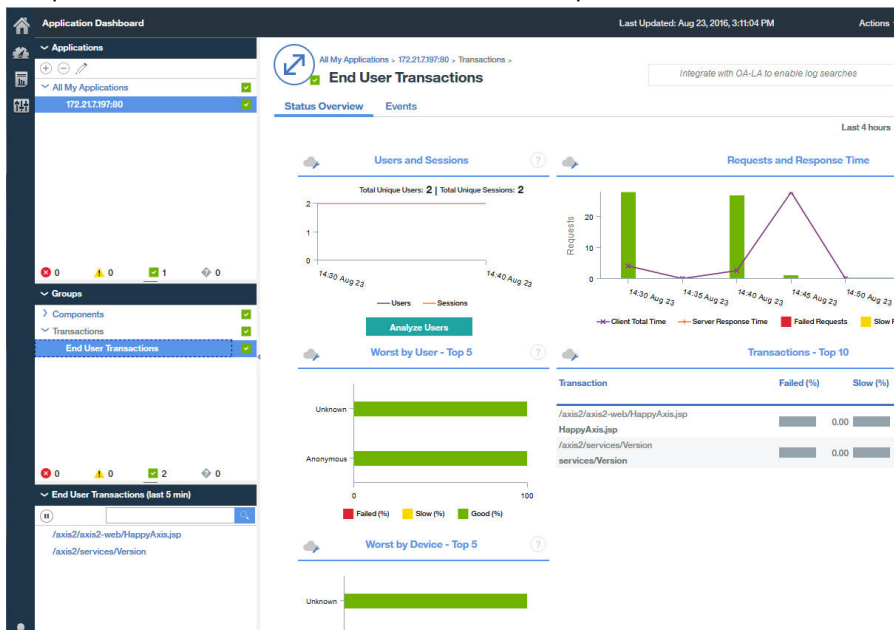 Application Dashboard
Last Updated: Aug 23, 2016, 3:11:04 PM
Actions
Applications
All My Applications
172.21.7.197:80
0
0
1
0
Groups
Components
Transactions
End User Transactions
0
0
2
0
End User Transactions (last 5 min)
/axis2/axis2-web/HappyAxis.jsp
/axis2/services/Version
All My Applications > 172.21.7.197:80 > Transactions >
End User Transactions
Integrate with OA-LA to enable log searches
Status Overview Events
Last 4 hours
Users and Sessions ?
Total Unique Users: 2 | Total Unique Sessions: 2
2
1
0
14:30 Aug 23 14:40 Aug 23
Users Sessions
Analyze Users
Requests and Response Time
Requests
20
10
0
14:30 Aug 23 14:35 Aug 23 14:40 Aug 23 14:45 Aug 23 14:50 Aug 23
Client Total Time Server Response Time Failed Requests Slow
Worst by User - Top 5 ?
Unknown
Anonymous
0 100
Failed (%) Slow (%) Good (%)
Transactions - Top 10
Transaction Failed (%) Slow (%)
/axis2/axis2-web/HappyAxis.jsp
HappyAxis.jsp 0.00
/axis2/services/Version
services/Version 0.00
Worst by Device - Top 5 ?
Unknown